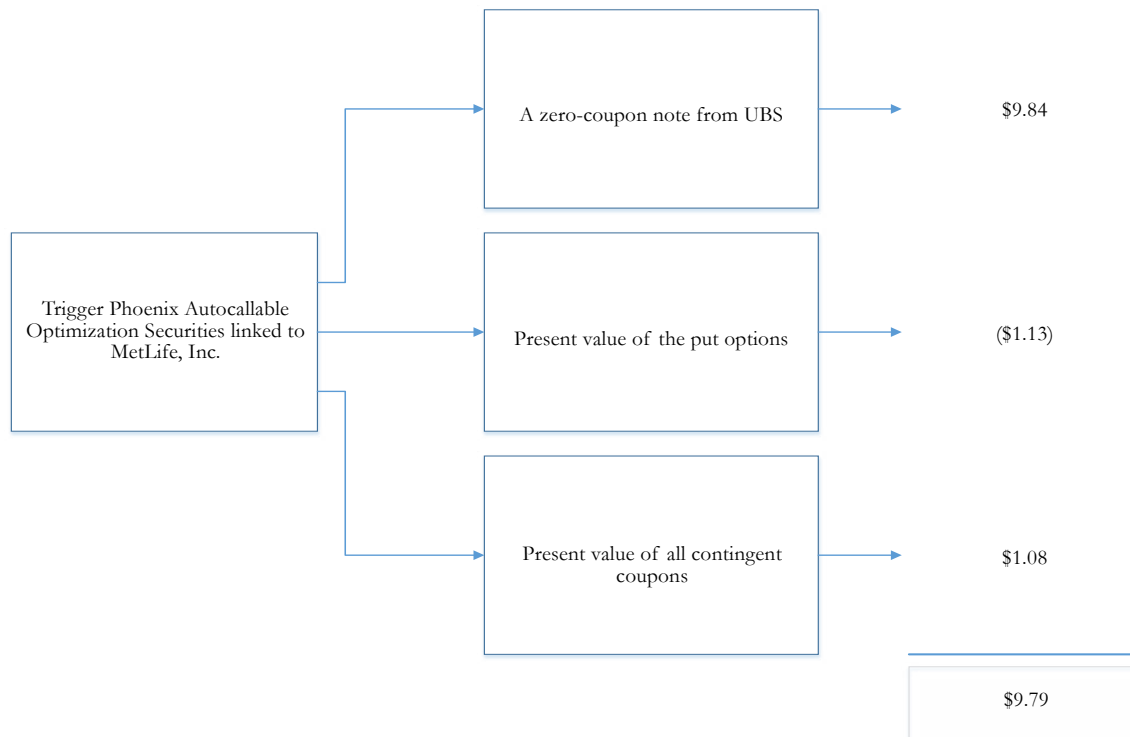 A zero-coupon note from UBS
$9.84
Trigger Phoenix Autocallable
Optimization Securities linked to
MetLife, Inc.
Present value of the put options
($1.13)
Present value of all contingent
coupons
$1.08
$9.79